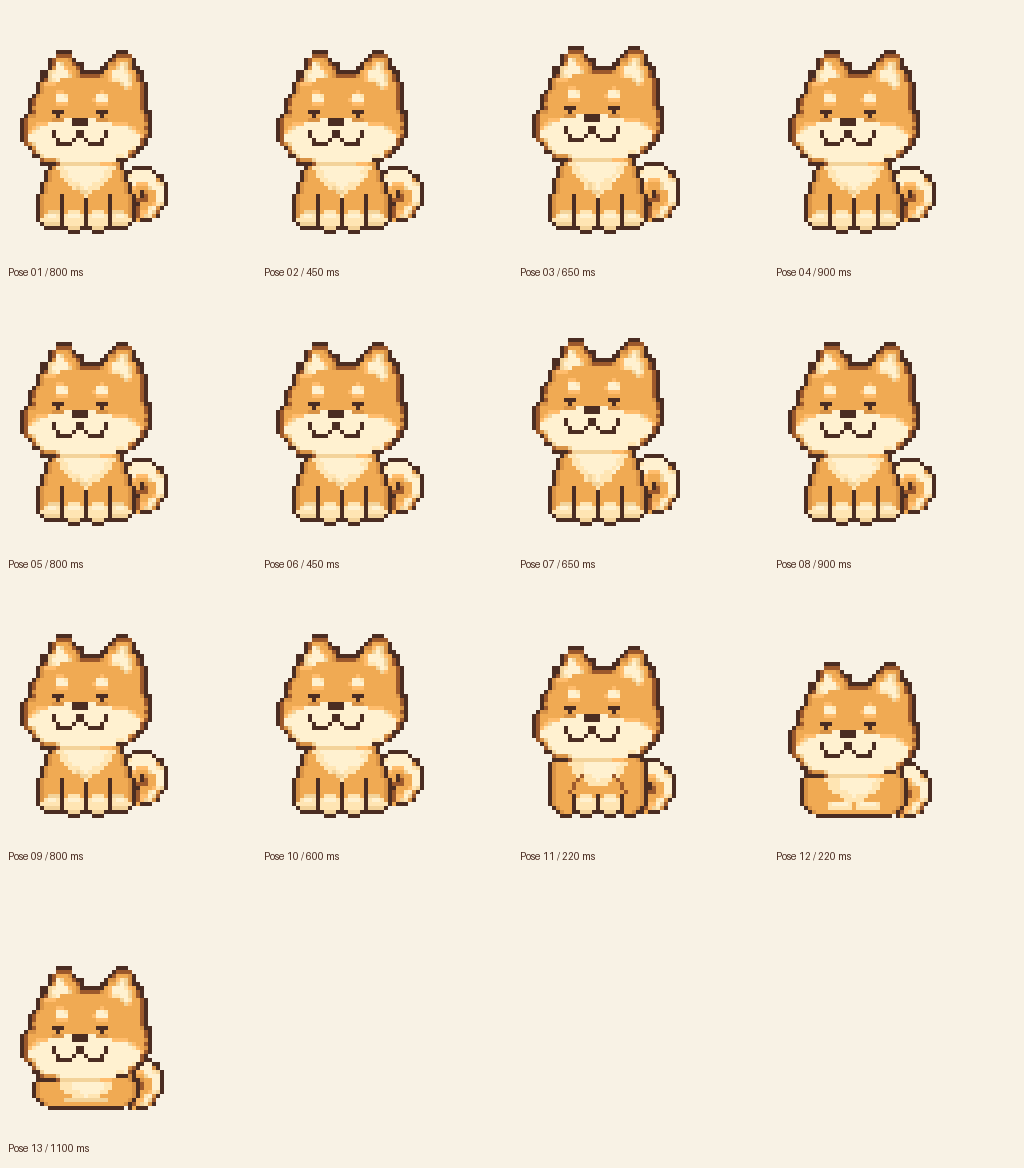 Pose 01 / 800 ms
Pose 02 / 450 ms
Pose 03 / 650 ms
Pose 04 / 900 ms
Pose 05 / 800 ms
Pose 06 / 450 ms
Pose 07 / 650 ms
Pose 08 / 900 ms
Pose 09 / 800 ms
Pose 10 / 600 ms
Pose 11 / 220 ms
Pose 12 / 220 ms
Pose 13 / 1100 ms